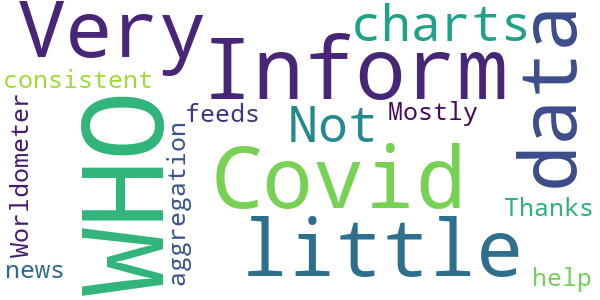 Very
charts
Inform
data
consistent
WHO
Worldometer
feeds
Not
Mostly
aggregation
Covid
Thanks
little
news
help